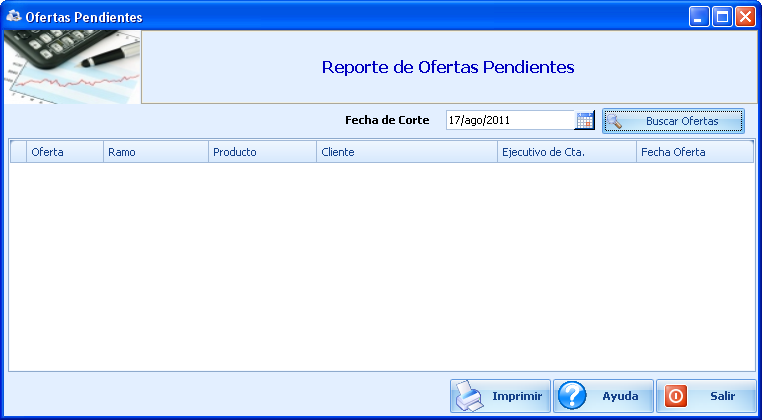 Ofertas Pendientes
Reporte de Ofertas Pendientes
Fecha de Corte 17/ago/2011 Buscar Ofertas
Oferta Ramo Producto Cliente Ejecutivo de Cta. Fecha Oferta
Imprimir Ayuda Salir